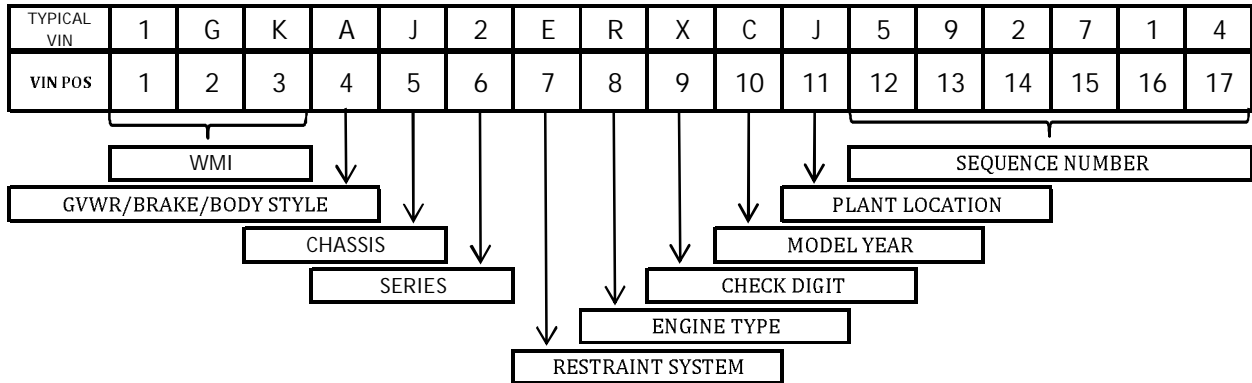 TYPICAL VIN 1 G K A J 2 E R X C J 5 9 2 7 1 4
VIN POS 1 2 3 4 5 6 7 8 9 10 11 12 13 14 15 16 17
WMI SEQUENCE NUMBER
GVWR/BRAKE/BODY STYLE PLANT LOCATION
CHASSIS MODEL YEAR
SERIES CHECK DIGIT
ENGINE TYPE
RESTRAINT SYSTEM